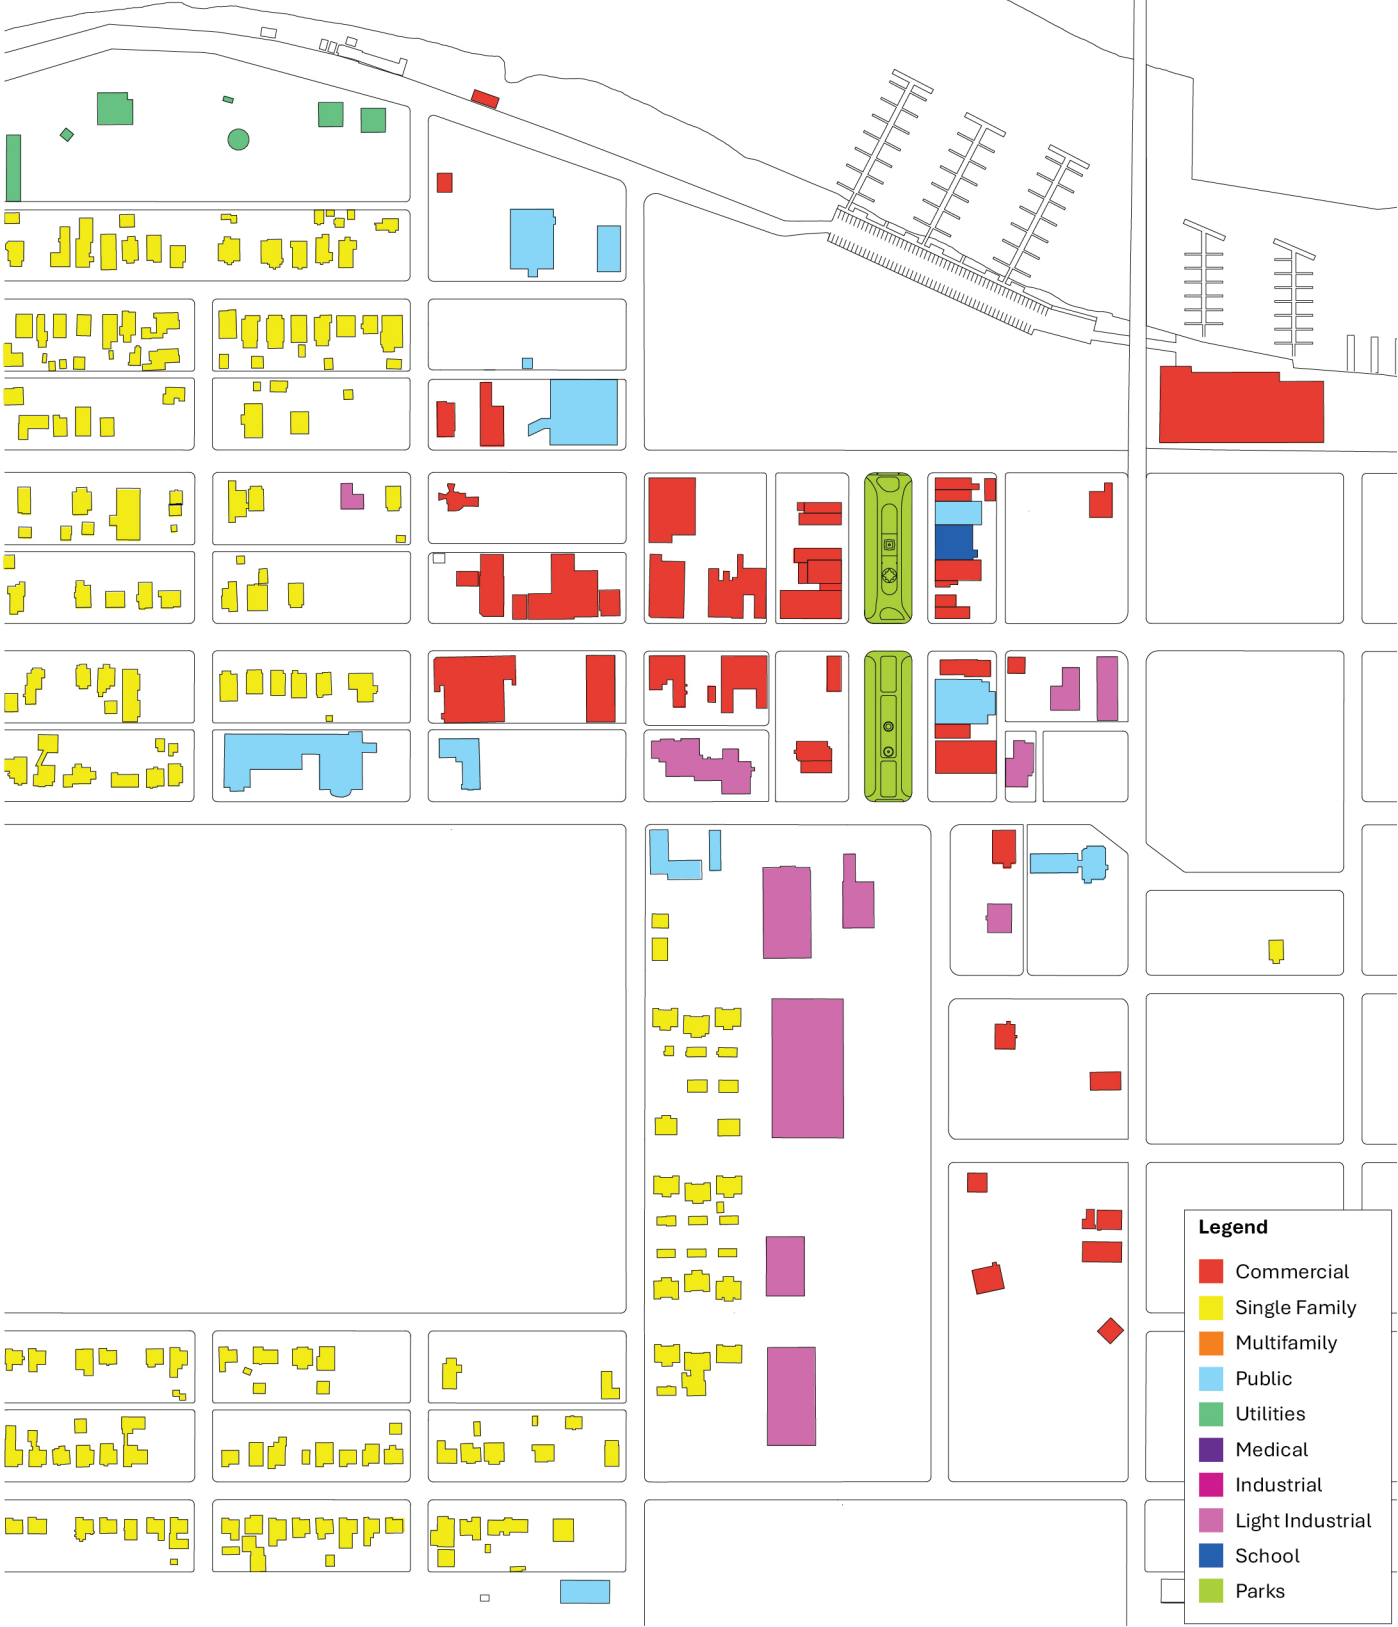 Legend
Commercial
Single Family
Multifamily
Public
Utilities
Medical
Industrial
Light Industrial
School
Parks